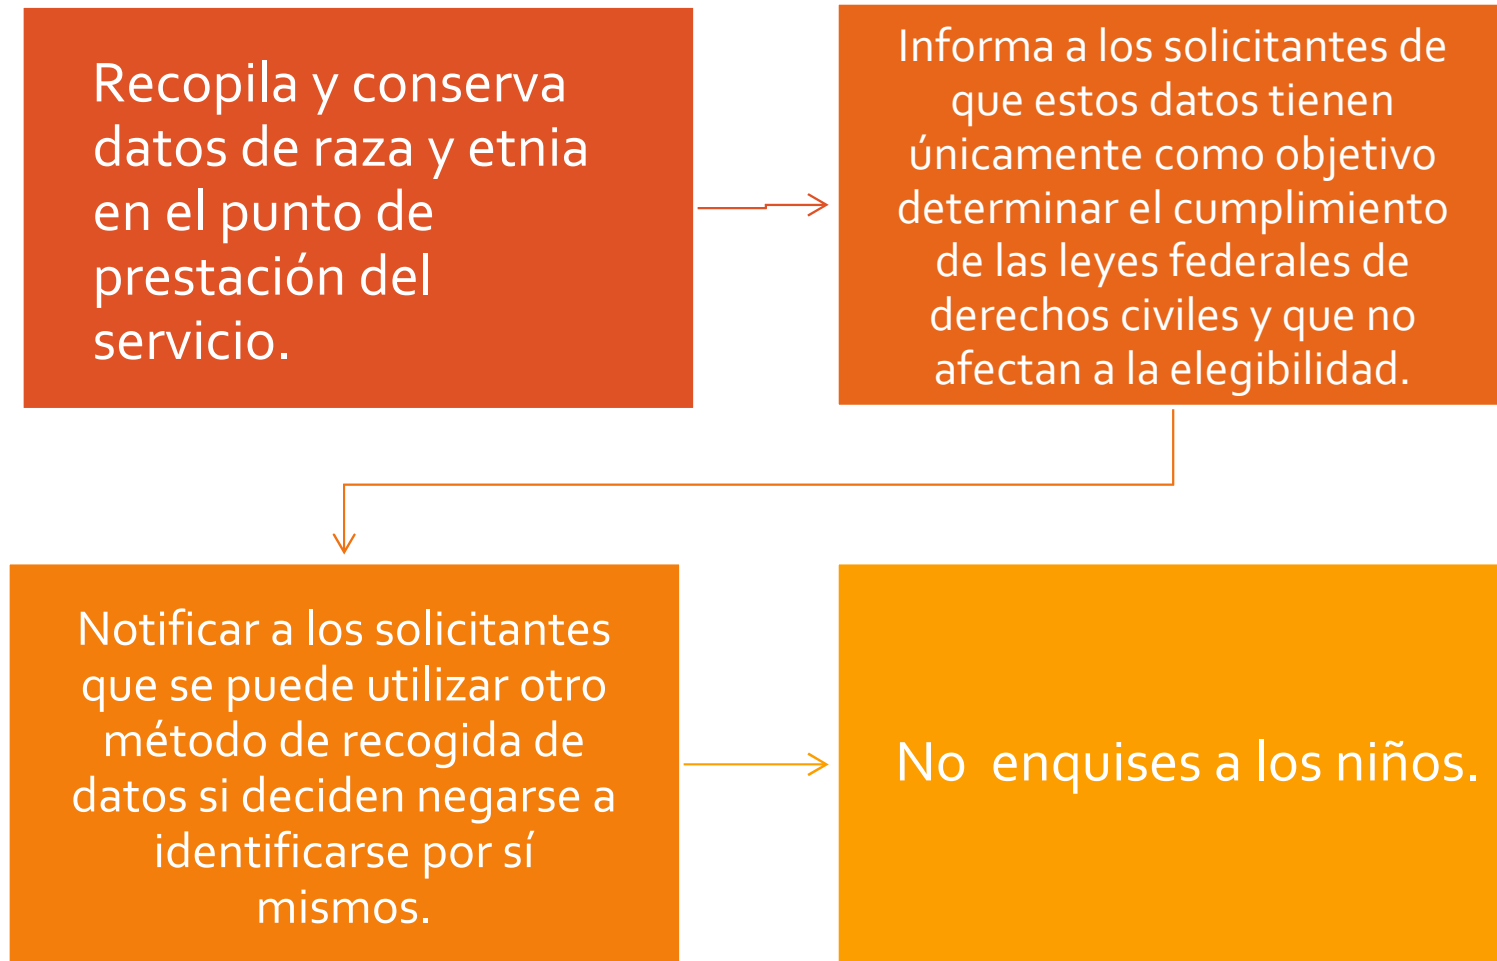 Recopila y conserva
datos de raza y etnia
en el punto de
prestación del
servicio.
Informa a los solicitantes de
que estos datos tienen
únicamente como objetivo
determinar el cumplimiento
de las leyes federales de
derechos civiles y que no
afectan a la elegibilidad.
Notificar a los solicitantes
que se puede utilizar otro
método de recogida de
datos si deciden negarse a
identificarse por sí
mismos.
No enquises a los niños.